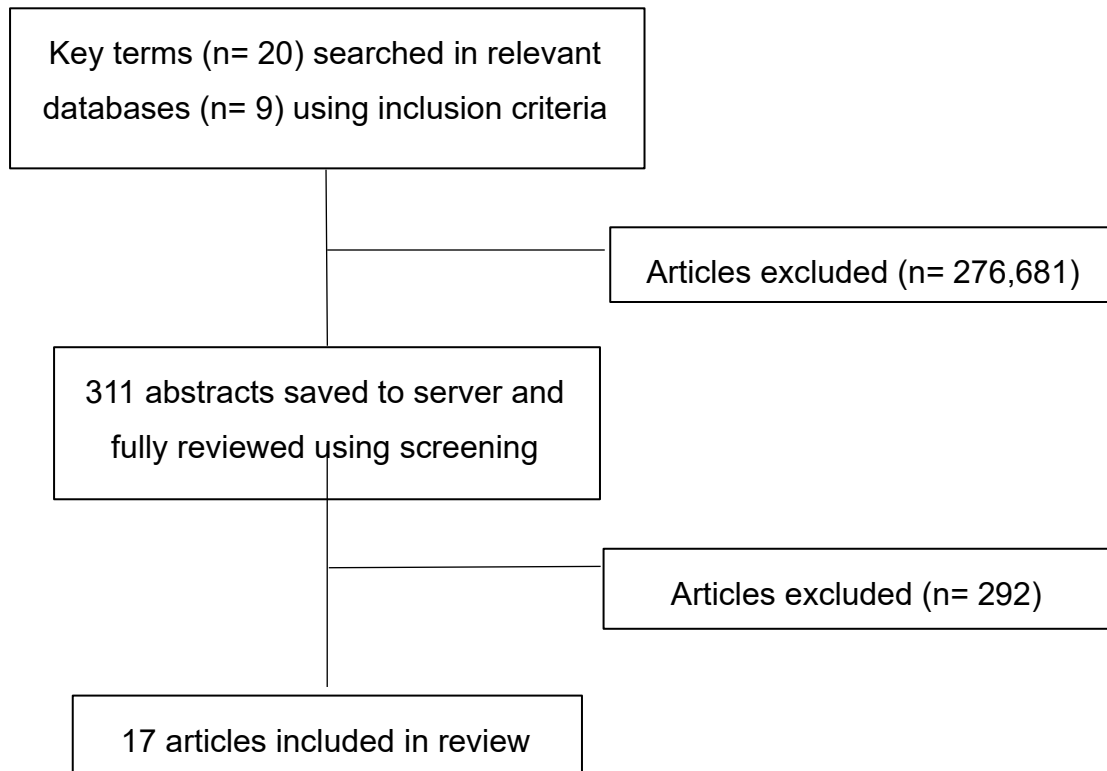 Key terms (n= 20) searched in relevant
databases (n= 9) using inclusion criteria
Articles excluded (n= 276,681)
311 abstracts saved to server and
fully reviewed using screening
Articles excluded (n= 292)
17 articles included in review